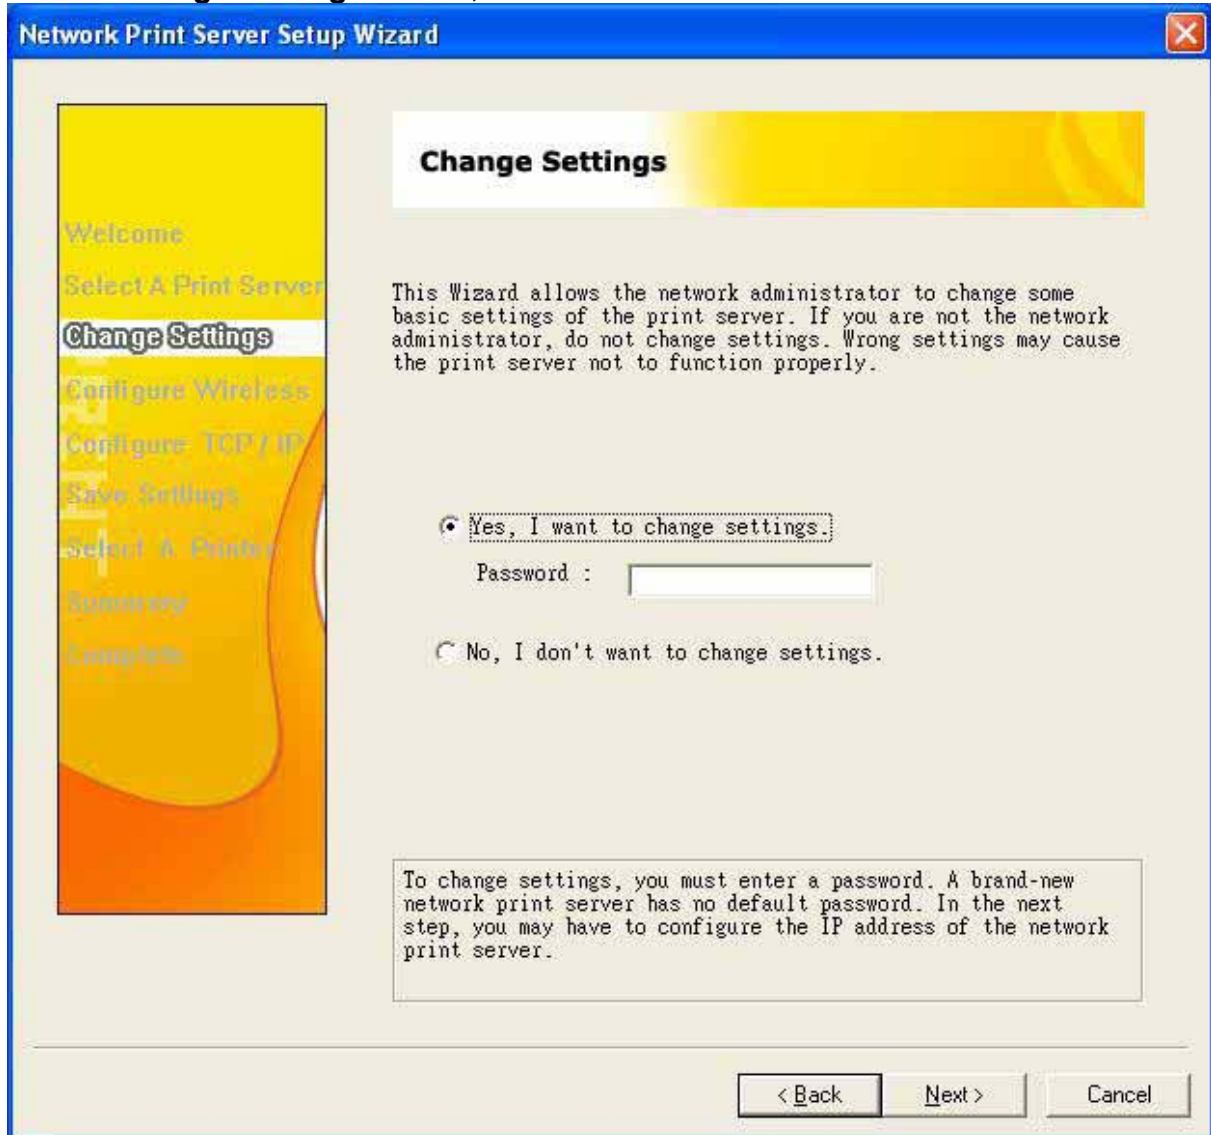 Network Print Server Setup Wizard
Change Settings
Welcome
Select A Print Server
Change Settings
Configure Wireless
Configure TCP/IP
Save Settings
Select A Printer
Summary
Complete
This Wizard allows the network administrator to change some
basic settings of the print server. If you are not the network
administrator, do not change settings. Wrong settings may cause
the print server not to function properly.
Yes, I want to change settings.
Password :
No, I don't want to change settings.
To change settings, you must enter a password. A brand-new
network print server has no default password. In the next
step, you may have to configure the IP address of the network
print server.
< Back
Next >
Cancel